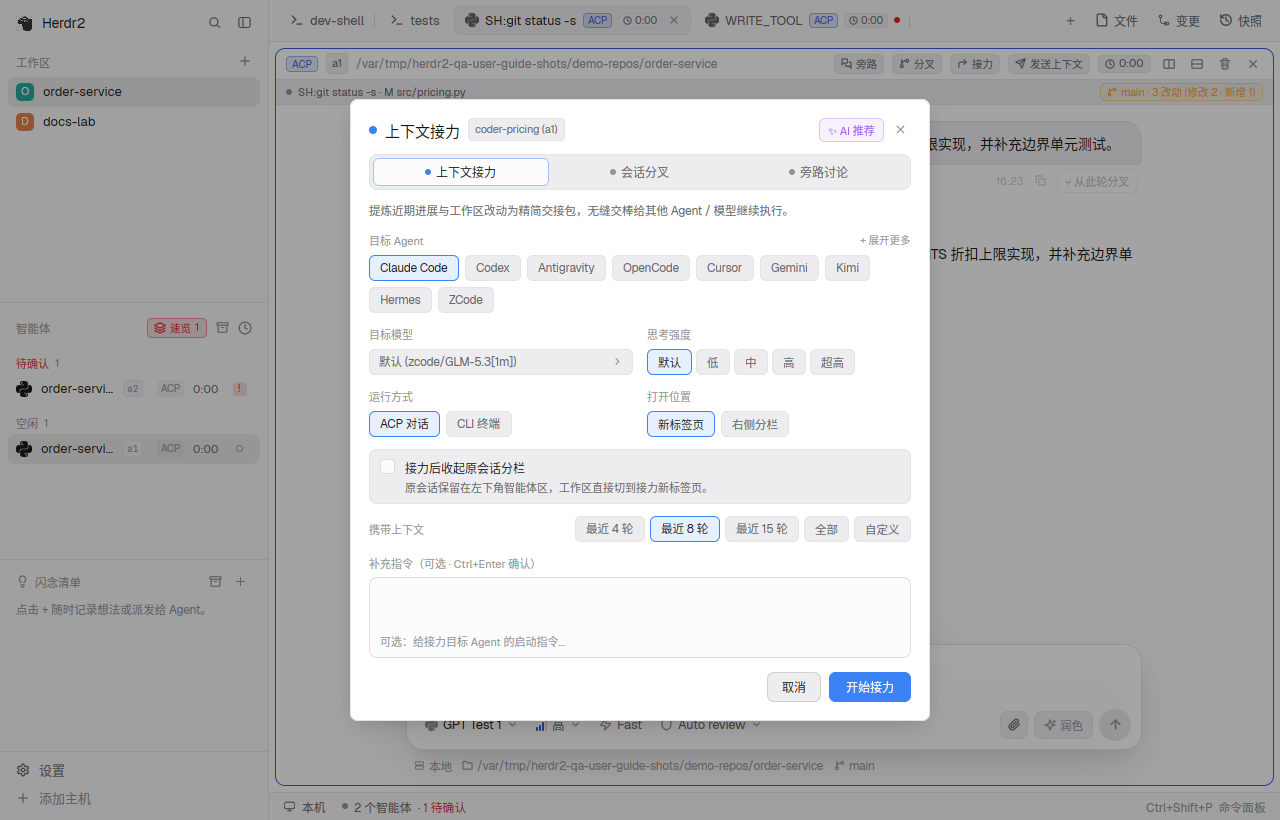 Herdr2
工作区
O order-service
D docs-lab
智能体
速览 1
待确认 1
order-servi... a2 ACP 0:00 !
空闲 1
order-servi... a1 ACP 0:00
闪念清单
点击 + 随时记录想法或派发给 Agent。
设置
添加主机
dev-shell
tests
SH:git status -s ACP 0:00
WRITE_TOOL ACP 0:00
文件
变更
快照
ACP a1 /var/tmp/herdr2-qa-user-guide-shots/demo-repos/order-service
旁路
分叉
接力
发送上下文
0:00
SH:git status -s · M src/pricing.py
main · 3 改动 (修改 2 · 新增 1)
限实现，并补充边界单元测试。
16:23
从此轮分叉
TS 折扣上限实现，并补充边界单
上下文接力 coder-pricing (a1)
AI 推荐
上下文接力
会话分叉
旁路讨论
提炼近期进展与工作区改动为精简交接包，无缝交棒给其他 Agent / 模型继续执行。
目标 Agent
+ 展开更多
Claude Code
Codex
Antigravity
OpenCode
Cursor
Gemini
Kimi
Hermes
ZCode
目标模型
默认 (zcode/GLM-5.3[1m])
思考强度
默认
低
中
高
超高
运行方式
ACP 对话
CLI 终端
打开位置
新标签页
右侧分栏
接力后收起原会话分栏
原会话保留在左下角智能体区，工作区直接切到接力新标签页。
携带上下文
最近 4 轮
最近 8 轮
最近 15 轮
全部
自定义
补充指令（可选 · Ctrl+Enter 确认）
可选：给接力目标 Agent 的启动指令…
取消
开始接力
GPT Test 1
高
Fast
Auto review
润色
本地
/var/tmp/herdr2-qa-user-guide-shots/demo-repos/order-service
main
本机
2 个智能体 · 1 待确认
Ctrl+Shift+P 命令面板